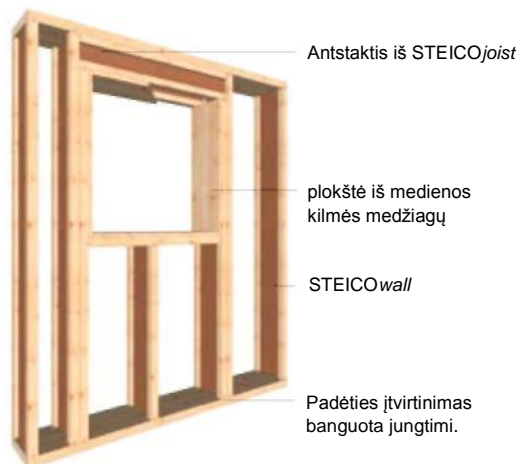 Antstaktis iš STEICOjoist
plokštė iš medienos
kilmės medžiagų
STEICOwall
Padėties įtvirtinimas
banguota jungtimi.